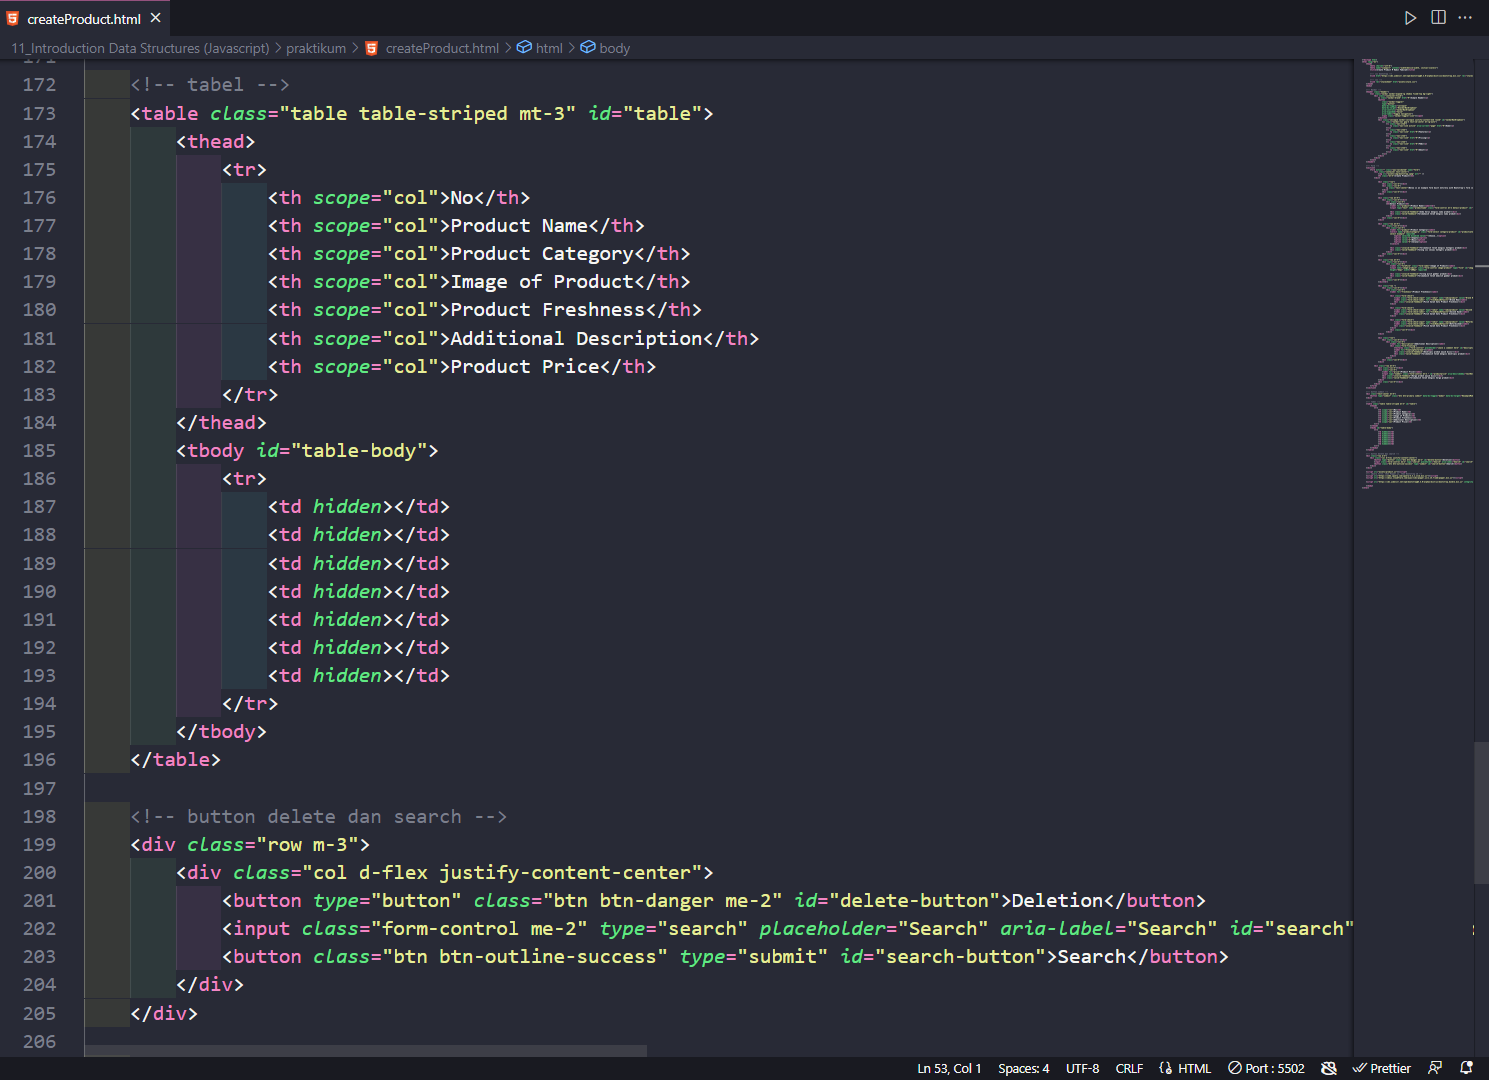 createProduct.html
11_Introduction Data Structures (Javascript) > praktikum > createProduct.html > html > body
171
172 <!-- tabel -->
173 <table class="table table-striped mt-3" id="table">
174 <thead>
175 <tr>
176 <th scope="col">No</th>
177 <th scope="col">Product Name</th>
178 <th scope="col">Product Category</th>
179 <th scope="col">Image of Product</th>
180 <th scope="col">Product Freshness</th>
181 <th scope="col">Additional Description</th>
182 <th scope="col">Product Price</th>
183 </tr>
184 </thead>
185 <tbody id="table-body">
186 <tr>
187 <td hidden></td>
188 <td hidden></td>
189 <td hidden></td>
190 <td hidden></td>
191 <td hidden></td>
192 <td hidden></td>
193 <td hidden></td>
194 </tr>
195 </tbody>
196 </table>
197
198 <!-- button delete dan search -->
199 <div class="row m-3">
200 <div class="col d-flex justify-content-center">
201 <button type="button" class="btn btn-danger me-2" id="delete-button">Deletion</button>
202 <input class="form-control me-2" type="search" placeholder="Search" aria-label="Search" id="search"
203 <button class="btn btn-outline-success" type="submit" id="search-button">Search</button>
204 </div>
205 </div>
206
Ln 53, Col 1 Spaces: 4 UTF-8 CRLF HTML Port : 5502 Prettier